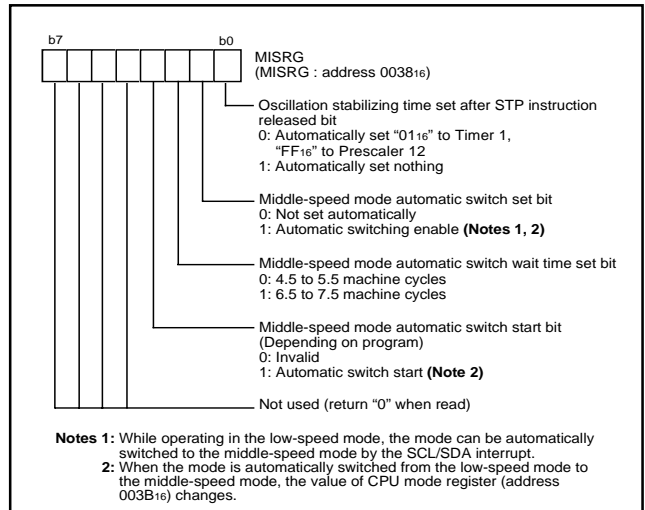 b7 b0
MISRG
(MISRG : address 0038₁₆)
Oscillation stabilizing time set after STP instruction
released bit
0: Automatically set “01₁₆” to Timer 1,
“FF₁₆” to Prescaler 12
1: Automatically set nothing
Middle-speed mode automatic switch set bit
0: Not set automatically
1: Automatic switching enable (Notes 1, 2)
Middle-speed mode automatic switch wait time set bit
0: 4.5 to 5.5 machine cycles
1: 6.5 to 7.5 machine cycles
Middle-speed mode automatic switch start bit
(Depending on program)
0: Invalid
1: Automatic switch start (Note 2)
Not used (return “0” when read)
Notes 1: While operating in the low-speed mode, the mode can be automatically
switched to the middle-speed mode by the SCL/SDA interrupt.
2: When the mode is automatically switched from the low-speed mode to
the middle-speed mode, the value of CPU mode register (address
003B₁₆) changes.